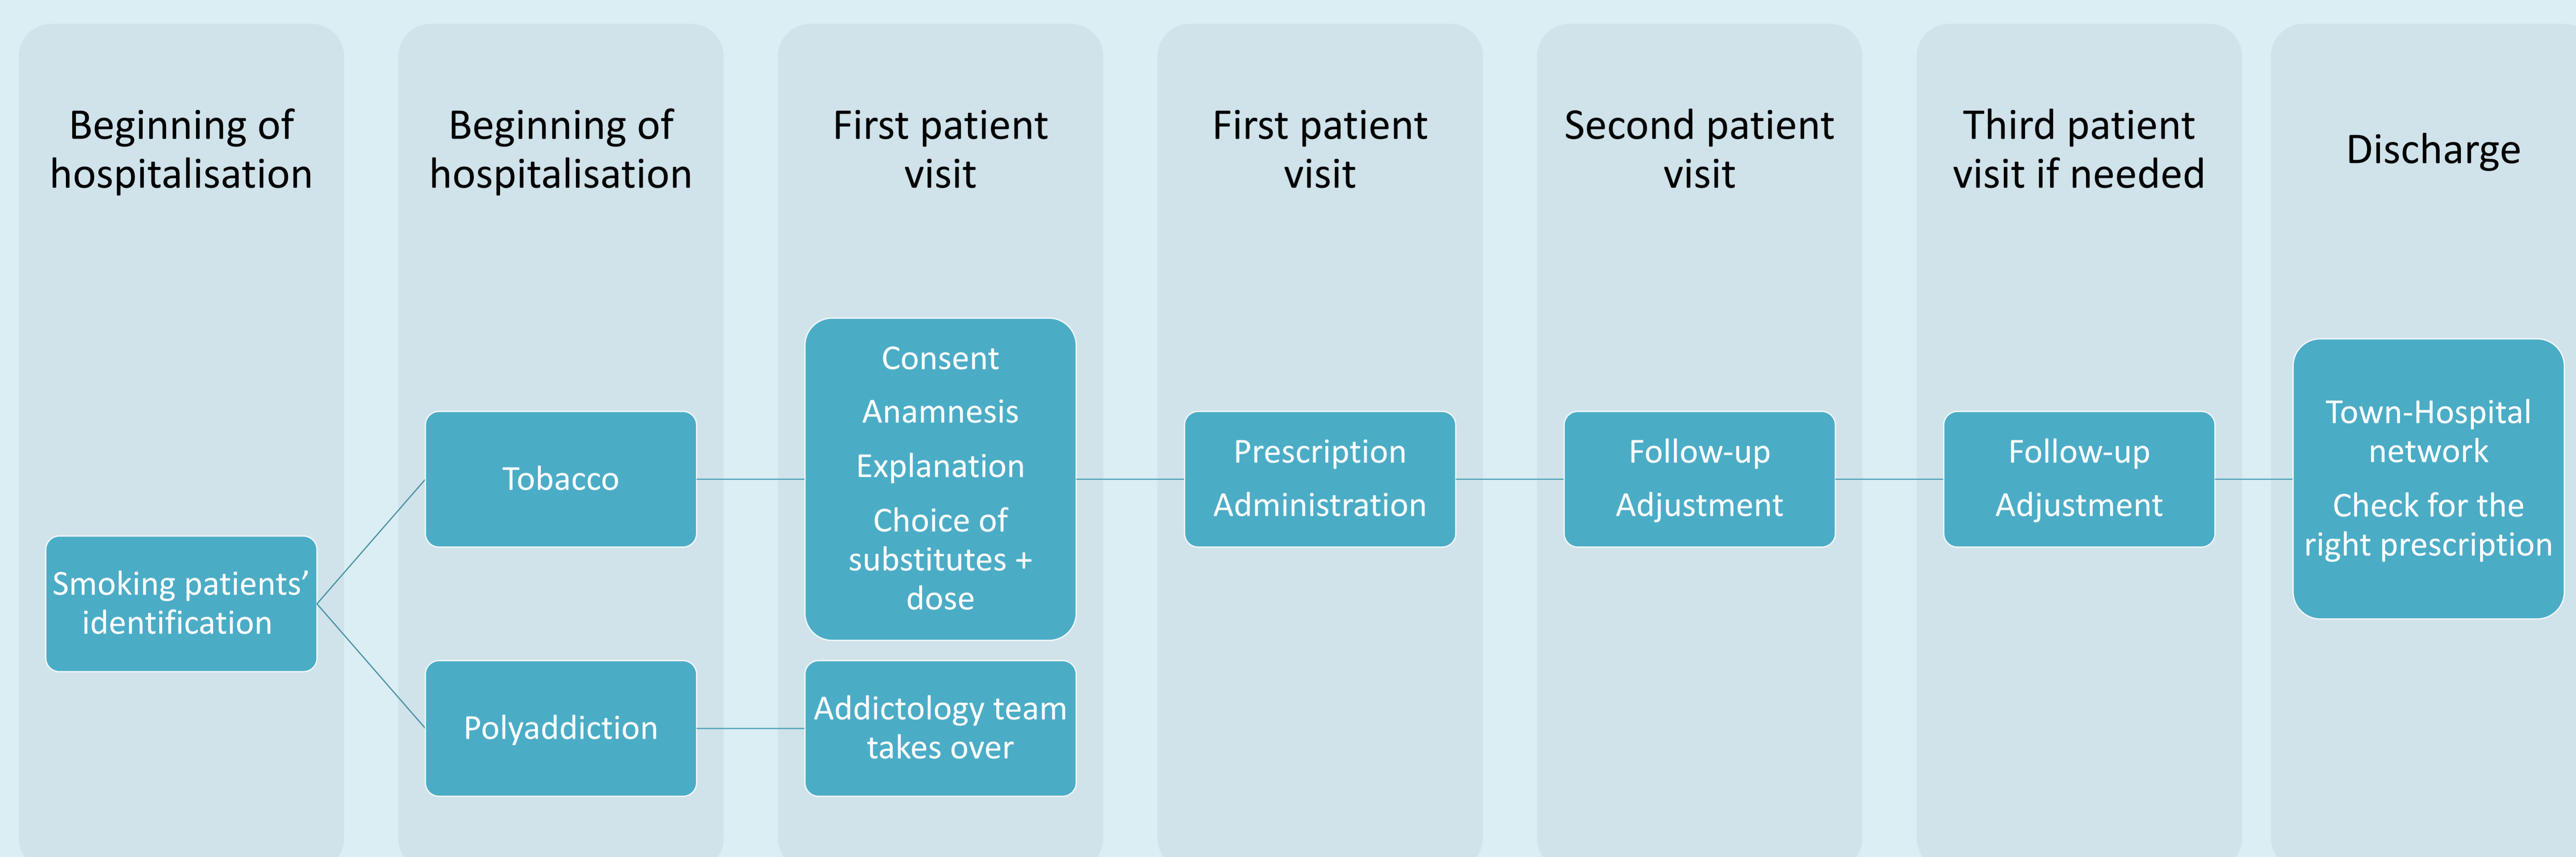 Beginning of
hospitalisation
Beginning of
hospitalisation
First patient
visit
First patient
visit
Second patient
visit
Third patient
visit if needed
Discharge
Smoking patients’
identification
Tobacco
Polyaddiction
Consent
Anamnesis
Explanation
Choice of
substitutes +
dose
Addictology team
takes over
Prescription
Administration
Follow-up
Adjustment
Follow-up
Adjustment
Town-Hospital
network
Check for the
right prescription